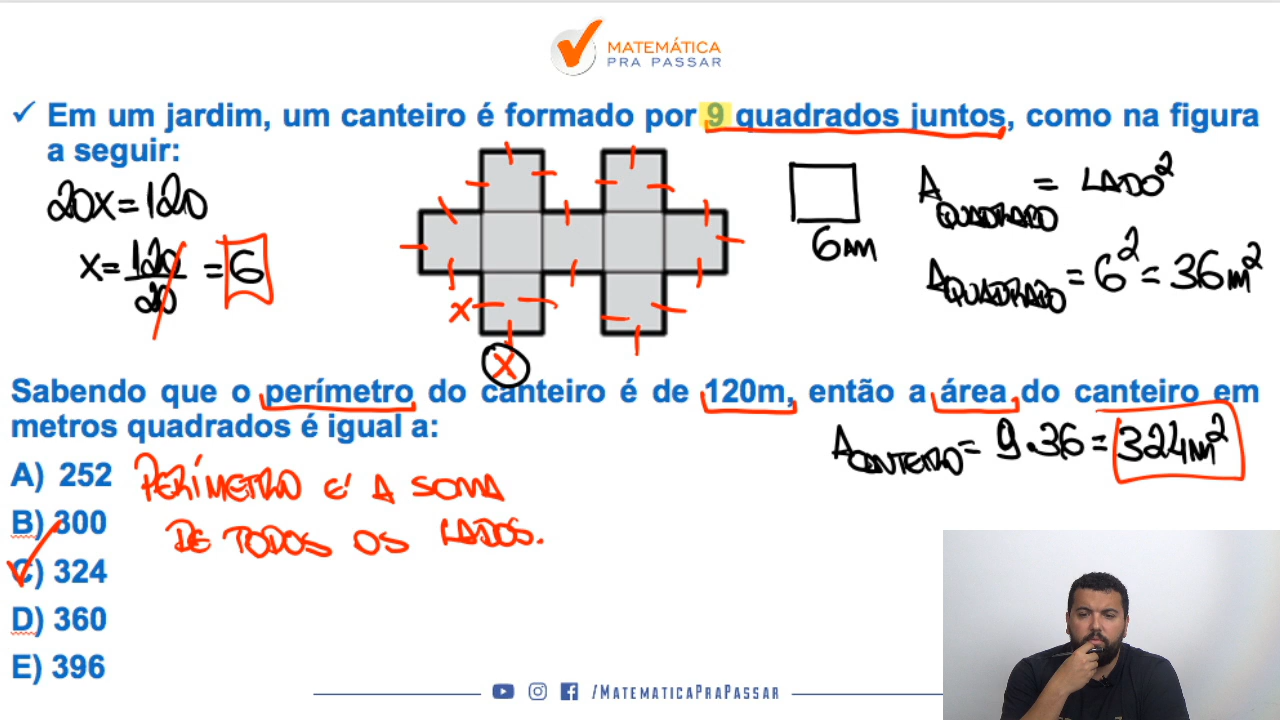 MATEMÁTICA
PRA PASSAR
✓ Em um jardim, um canteiro é formado por 9 quadrados juntos, como na figura
a seguir:
20x = 120
x = 120/20 = 6
x
x
6m
A QUADRADO = LADO²
A QUADRADO = 6² = 36m²
Sabendo que o perímetro do canteiro é de 120m, então a área do canteiro em
metros quadrados é igual a:
A CANTEIRO = 9.36 = 324m²
A) 252
B) 300
C) 324
D) 360
E) 396
PERÍMETRO É A SOMA
DE TODOS OS LADOS.
/MATEMATICAPRAPASSAR